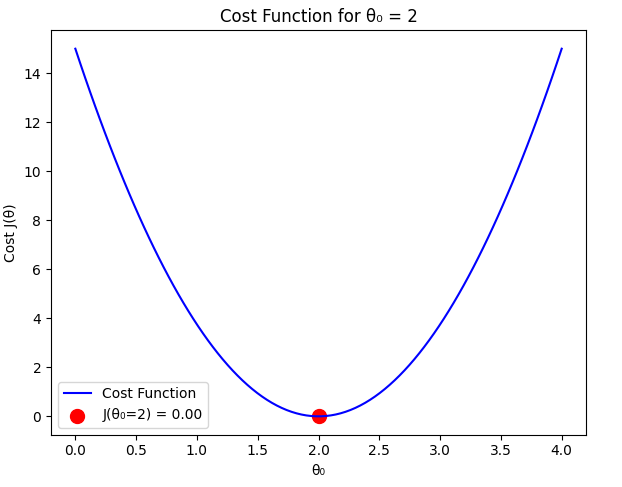 Cost Function for θ₀ = 2
Cost J(θ)
14
12
10
8
6
4
2
0
Cost Function
J(θ₀=2) = 0.00
0.0 0.5 1.0 1.5 2.0 2.5 3.0 3.5 4.0
θ₀